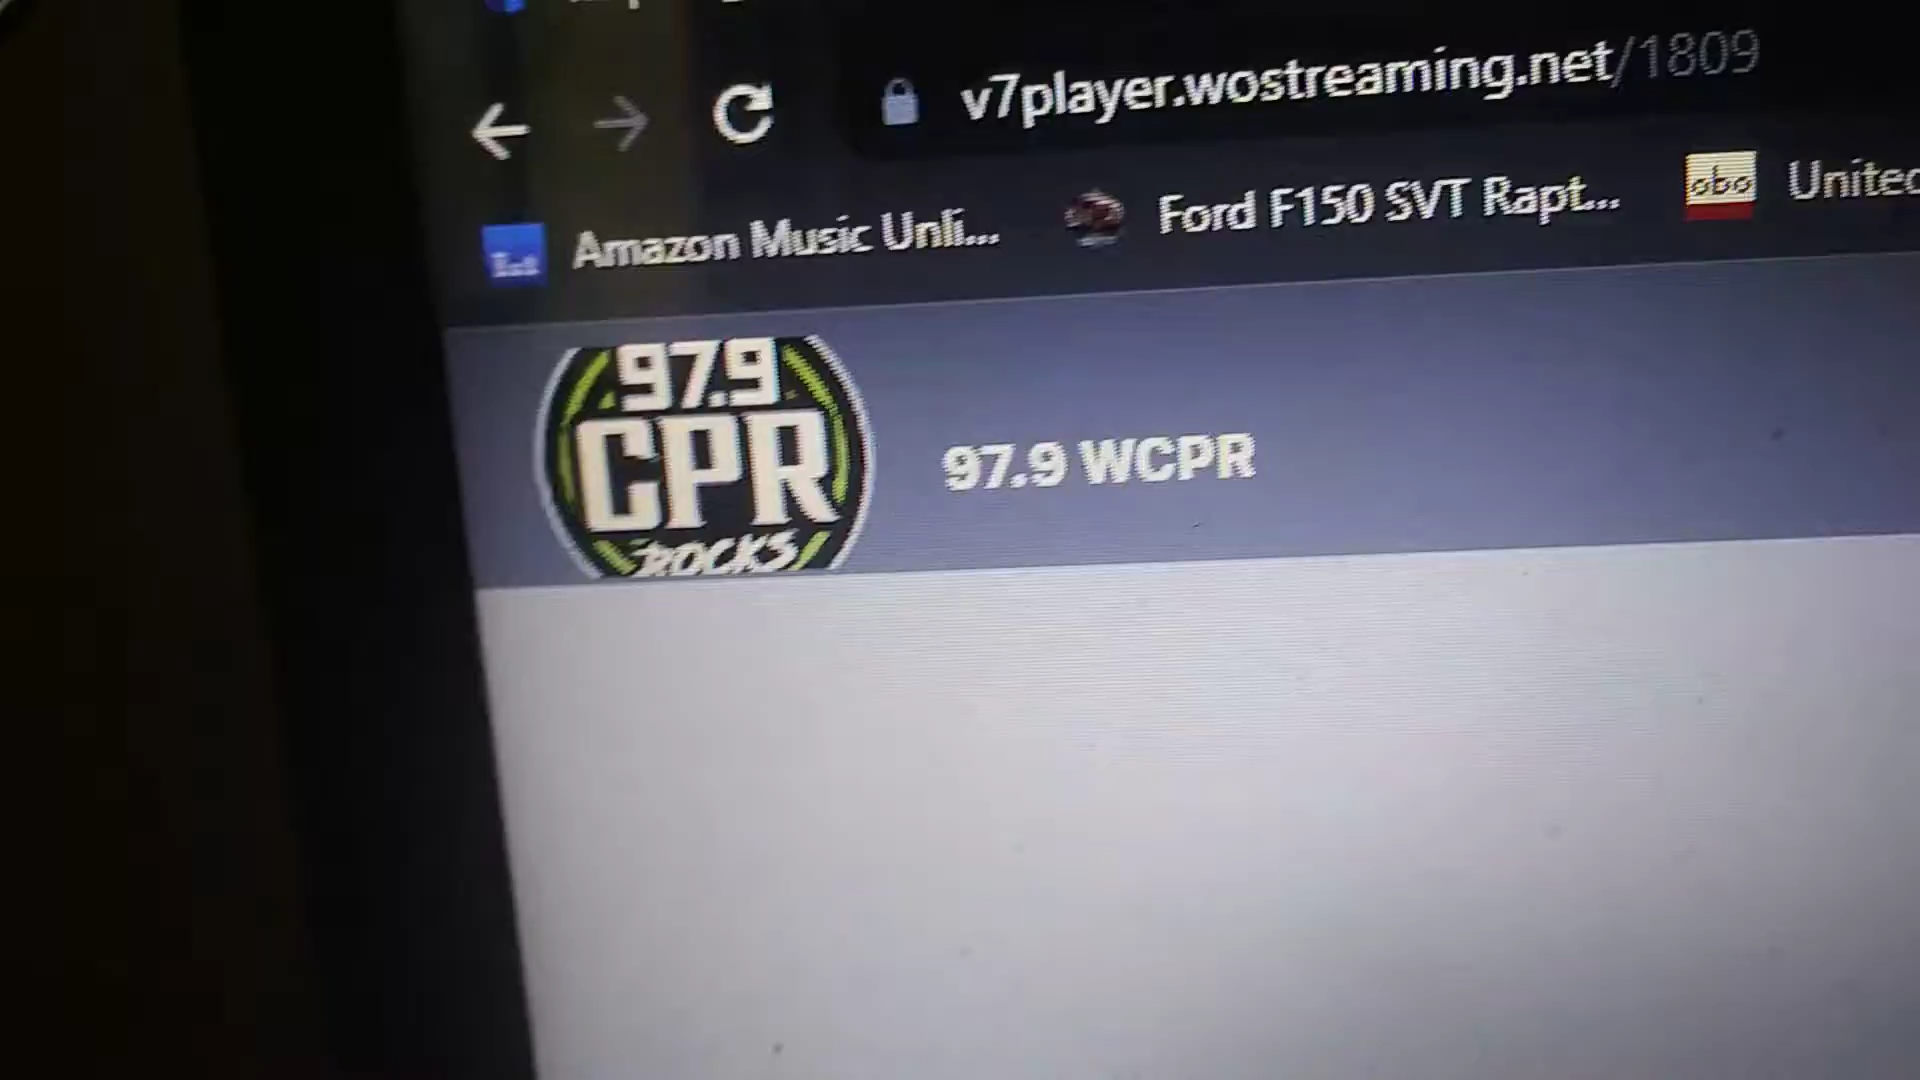 v7player.wostreaming.net/1809
Amazon Music Unli... Ford F150 SVT Rapt... obo United
97.9
CPR
ROCKS
97.9 WCPR